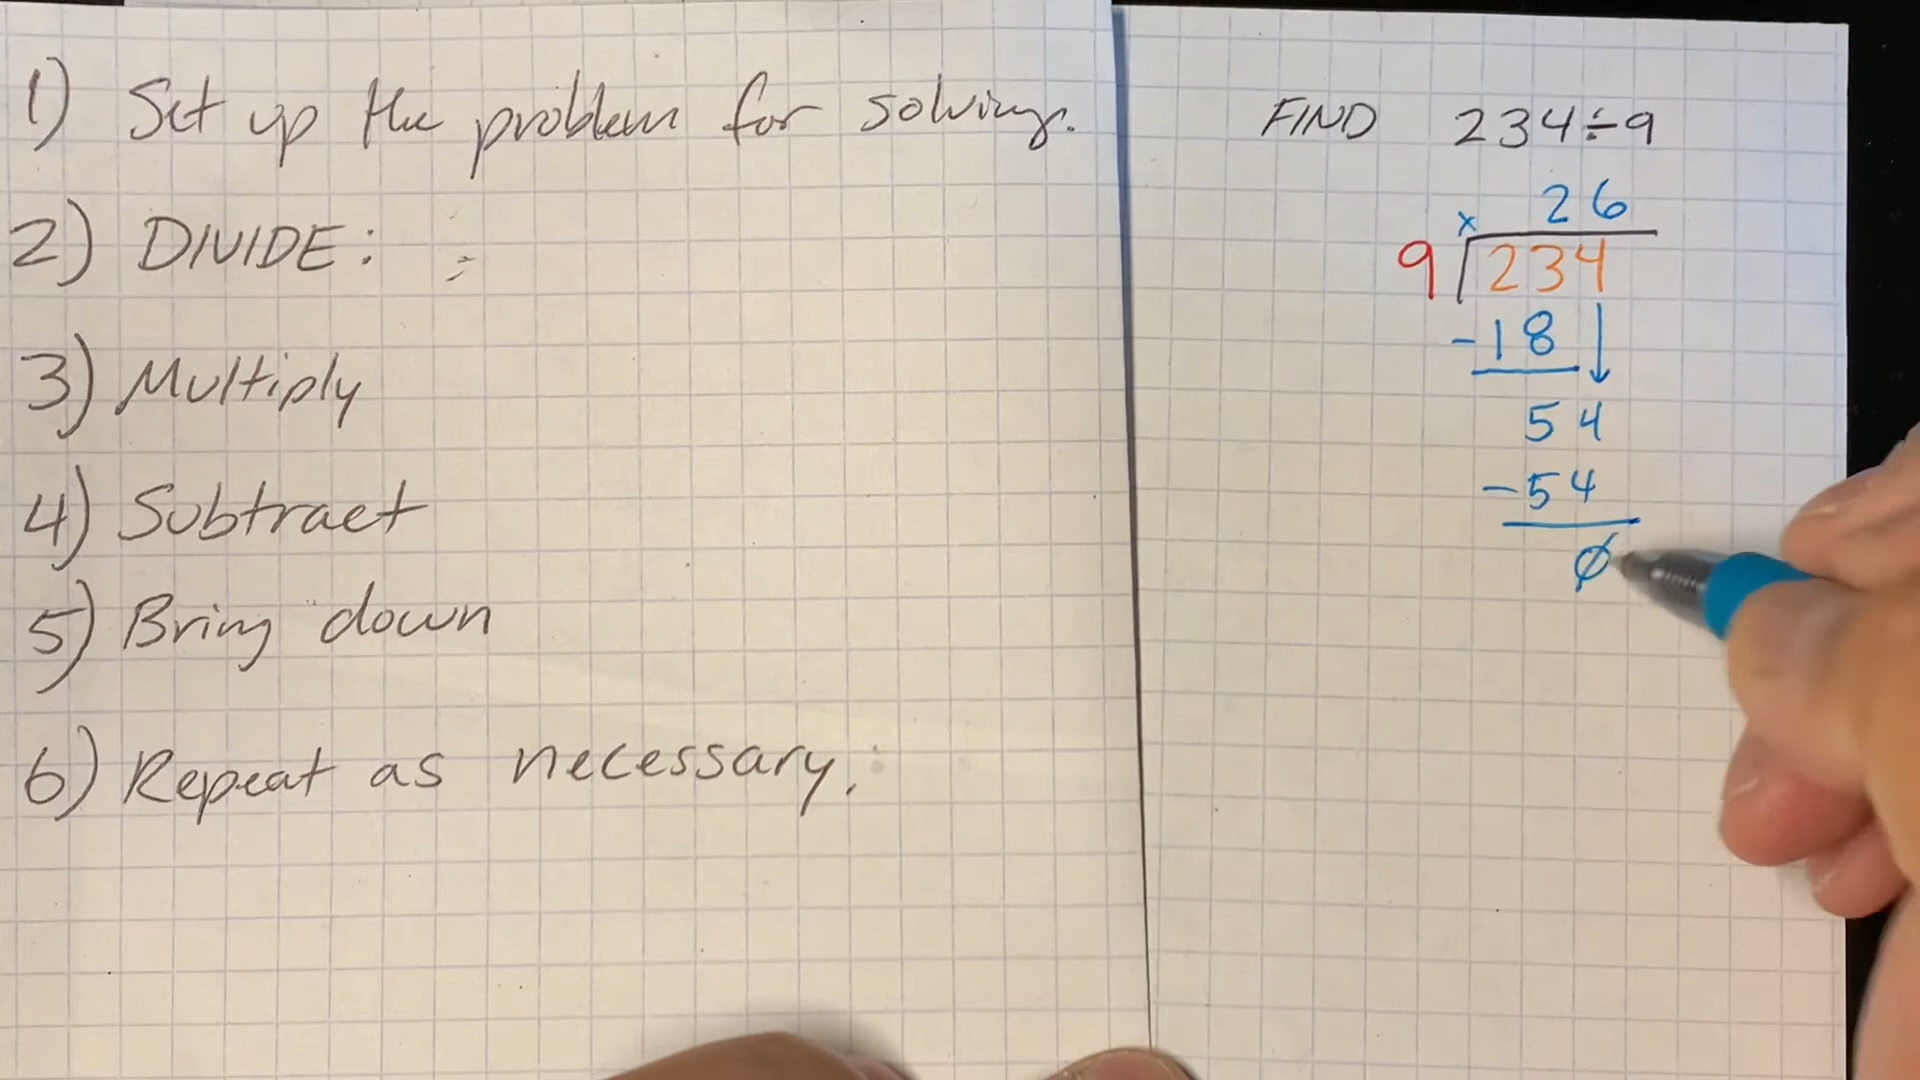 1) Set up the problem for solving.
2) DIVIDE: ÷
3) Multiply
4) Subtract
5) Bring down
6) Repeat as necessary.
FIND 234÷9
x 26
9 234
-18 ↓
54
-54
0